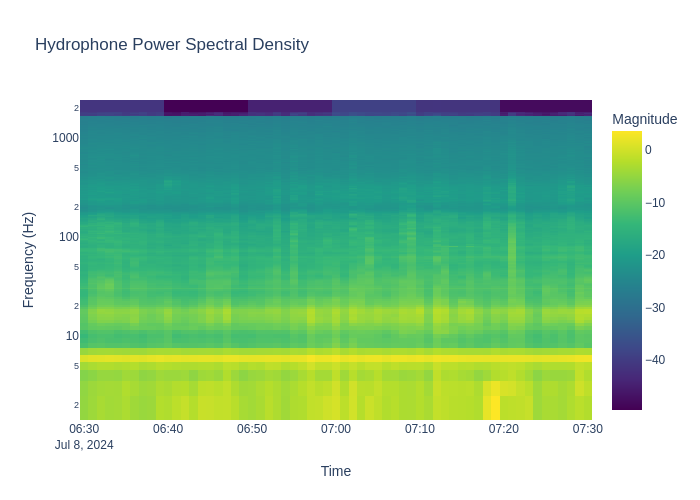 Hydrophone Power Spectral Density
Magnitude
2
1000
5
2
100
5
2
10
5
2
Frequency (Hz)
0
−10
−20
−30
−40
06:30 06:40 06:50 07:00 07:10 07:20 07:30
Jul 8, 2024
Time